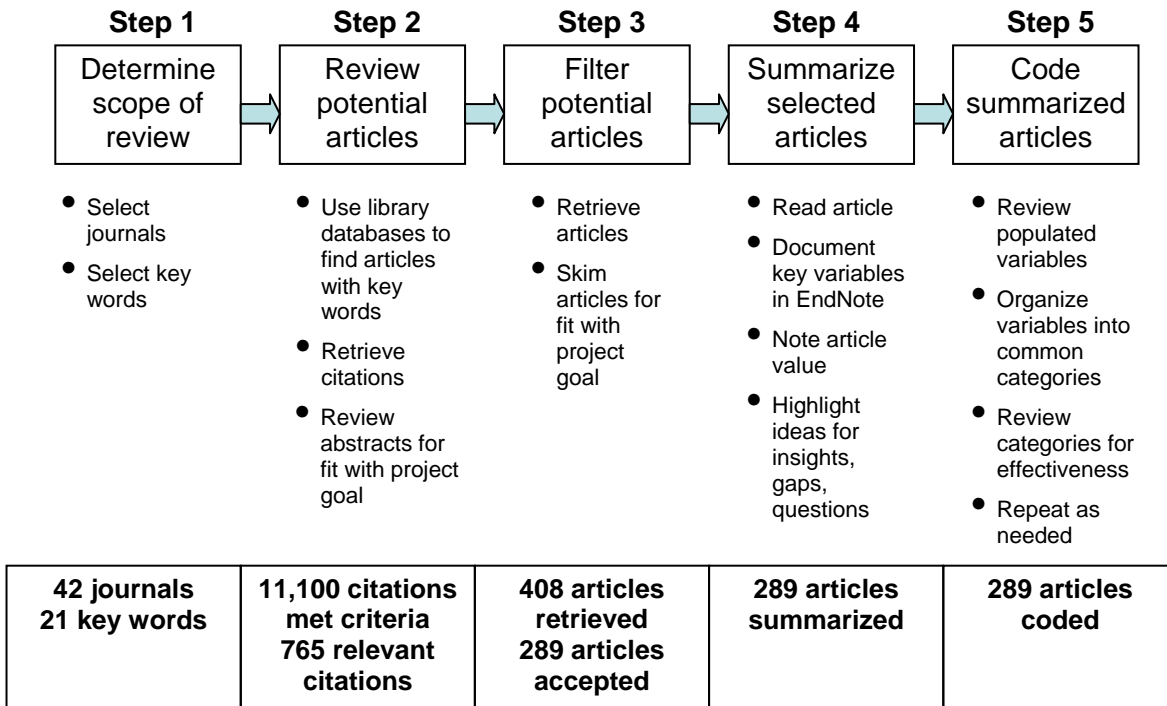 Step 1
Step 2
Step 3
Step 4
Step 5
Determine
scope of
review
Review
potential
articles
Filter
potential
articles
Summarize
selected
articles
Code
summarized
articles
• Select
journals
• Select key
words
• Use library
databases to
find articles
with key
words
• Retrieve
citations
• Review
abstracts for
fit with project
goal
• Retrieve
articles
• Skim
articles for
fit with
project
goal
• Read article
• Document
key variables
in EndNote
• Note article
value
• Highlight
ideas for
insights,
gaps,
questions
• Review
populated
variables
• Organize
variables into
common
categories
• Review
categories for
effectiveness
• Repeat as
needed
42 journals
21 key words
11,100 citations
met criteria
765 relevant
citations
408 articles
retrieved
289 articles
accepted
289 articles
summarized
289 articles
coded